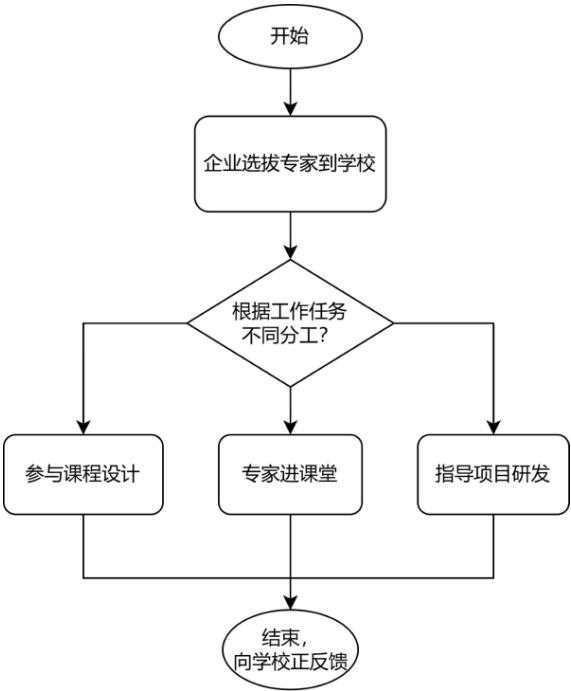 开始
企业选拔专家到学校
根据工作任务
不同分工?
参与课程设计
专家进课堂
指导项目研发
结束，
向学校正反馈